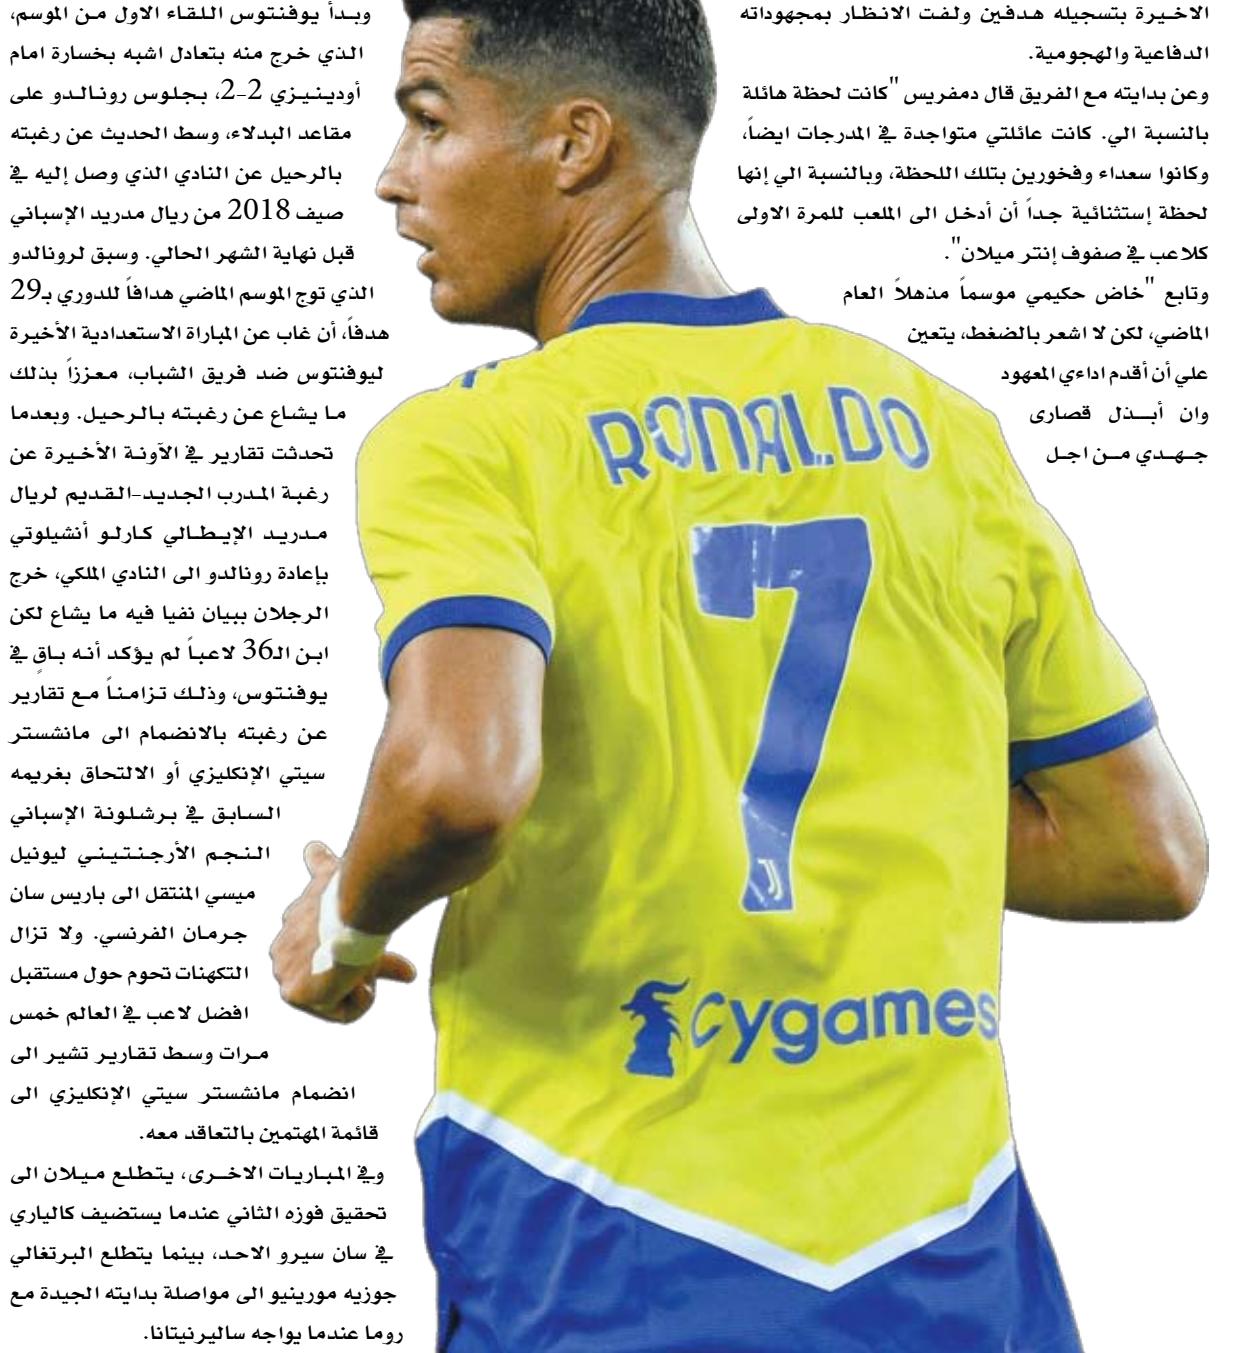 الاخيرة بتسجيله هدفين ولفت الانظار بمجهوداته
الدفاعية والهجومية.
وعن بدايته مع الفريق قال دمفريس "كانت لحظة هائلة
بالنسبة الي. كانت عائلتي متواجدة في المدرجات ايضاً،
وكانوا سعداء وفخورين بتلك اللحظة، وبالنسبة الي إنها
لحظة إستثنائية جداً أن أدخل الى الملعب للمرة الاولى
كلاعب في صفوف إنتر ميلان".
وتابع "خاض حكيمي موسماً مذهلاً العام
الماضي، لكن لا اشعر بالضغط، يتعين
علي أن أقدم اداءي المعهود
وان أبذل قصارى
جهدي من اجل
وبدأ يوفنتوس اللقاء الاول من الموسم،
الذي خرج منه بتعادل اشبه بخسارة امام
أودينيزي 2-2، بجلوس رونالدو على
مقاعد البدلاء، وسط الحديث عن رغبته
بالرحيل عن النادي الذي وصل إليه في
صيف 2018 من ريال مدريد الإسباني
قبل نهاية الشهر الحالي. وسبق لرونالدو
الذي توج الموسم الماضي هدافاً للدوري بـ29
هدفاً، أن غاب عن المباراة الاستعدادية الأخيرة
ليوفنتوس ضد فريق الشباب، معززاً بذلك
ما يشاع عن رغبته بالرحيل. وبعدما
تحدثت تقارير في الآونة الأخيرة عن
رغبة المدرب الجديد-القديم لريال
مدريد الإيطالي كارلو أنشيلوتي
بإعادة رونالدو الى النادي الملكي، خرج
الرجلان ببيان نفيا فيه ما يشاع لكن
ابن الـ36 لاعباً لم يؤكد أنه باقٍ في
يوفنتوس، وذلك تزامناً مع تقارير
عن رغبته بالانضمام الى مانشستر
سيتي الإنكليزي أو الالتحاق بغريمه
السابق في برشلونة الإسباني
النجم الأرجنتيني ليونيل
ميسي المنتقل الى باريس سان
جرمان الفرنسي. ولا تزال
التكهنات تحوم حول مستقبل
افضل لاعب في العالم خمس
مرات وسط تقارير تشير الى
انضمام مانشستر سيتي الإنكليزي الى
قائمة المهتمين بالتعاقد معه.
وفي المباريات الاخرى، يتطلع ميلان الى
تحقيق فوزه الثاني عندما يستضيف كالياري
في سان سيرو الاحد، بينما يتطلع البرتغالي
جوزيه مورينيو الى مواصلة بدايته الجيدة مع
روما عندما يواجه ساليرنيتانا.
RONALDO
7
Cygames